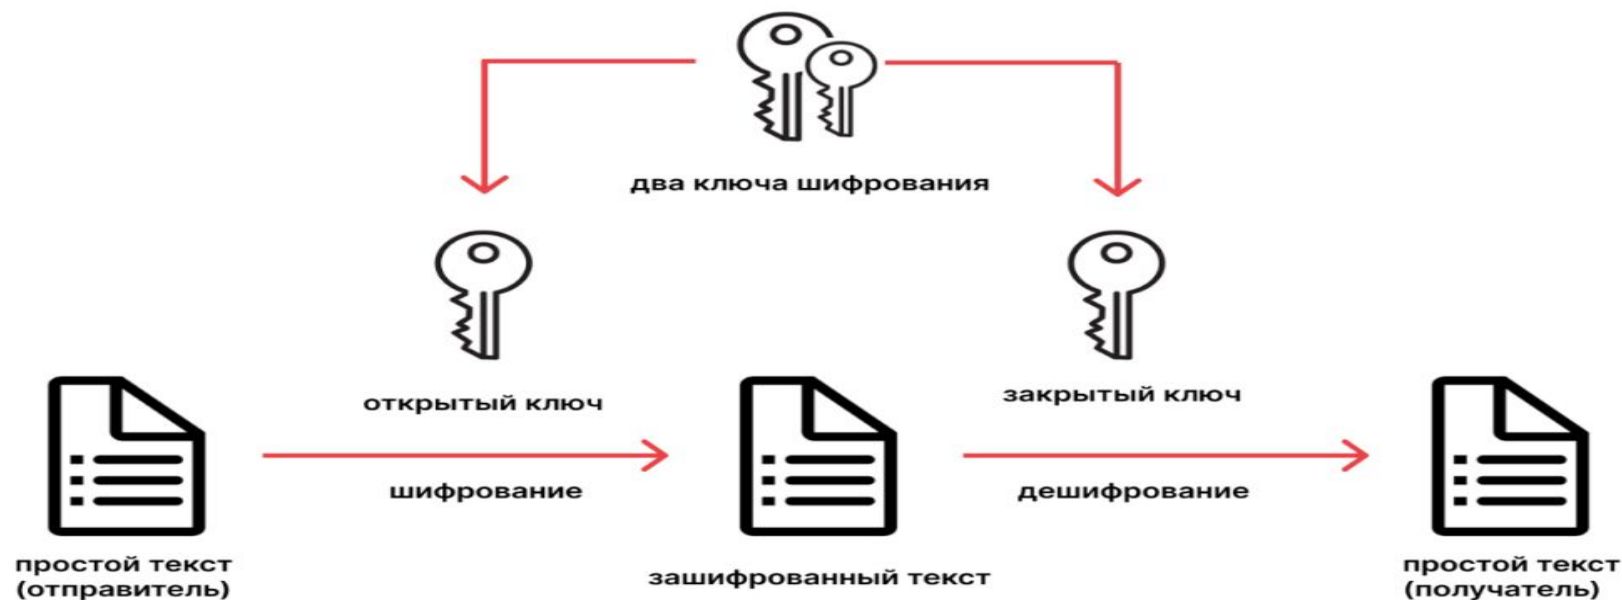 два ключа шифрования
открытый ключ
закрытый ключ
шифрование
дешифрование
простой текст
(отправитель)
зашифрованный текст
простой текст
(получатель)